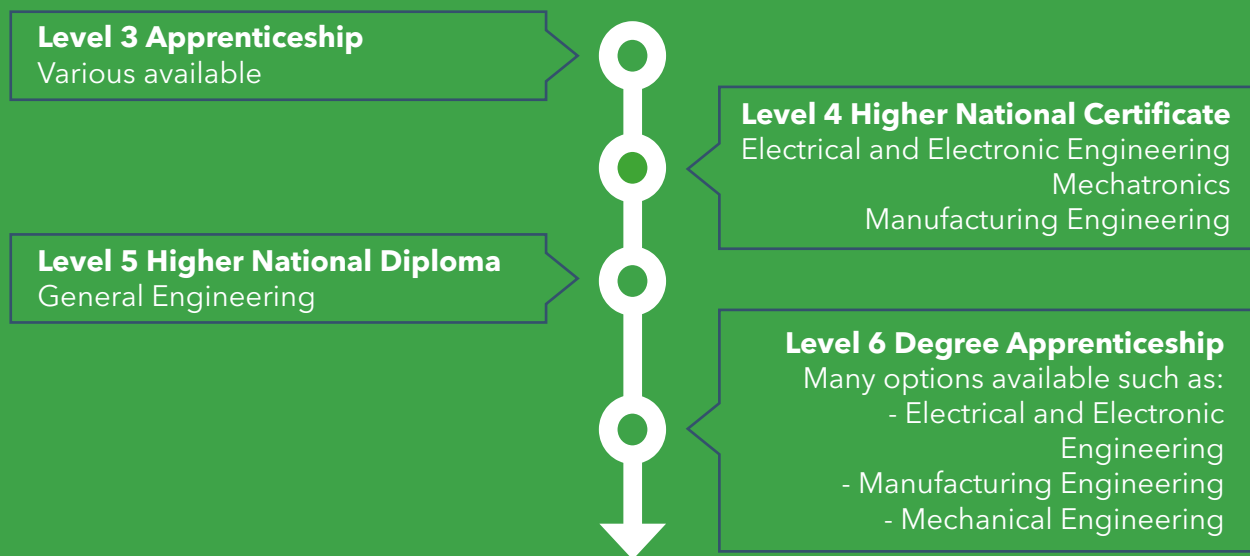 Level 3 Apprenticeship
Various available
Level 4 Higher National Certificate
Electrical and Electronic Engineering
Mechatronics
Manufacturing Engineering
Level 5 Higher National Diploma
General Engineering
Level 6 Degree Apprenticeship
Many options available such as:
- Electrical and Electronic
Engineering
- Manufacturing Engineering
- Mechanical Engineering